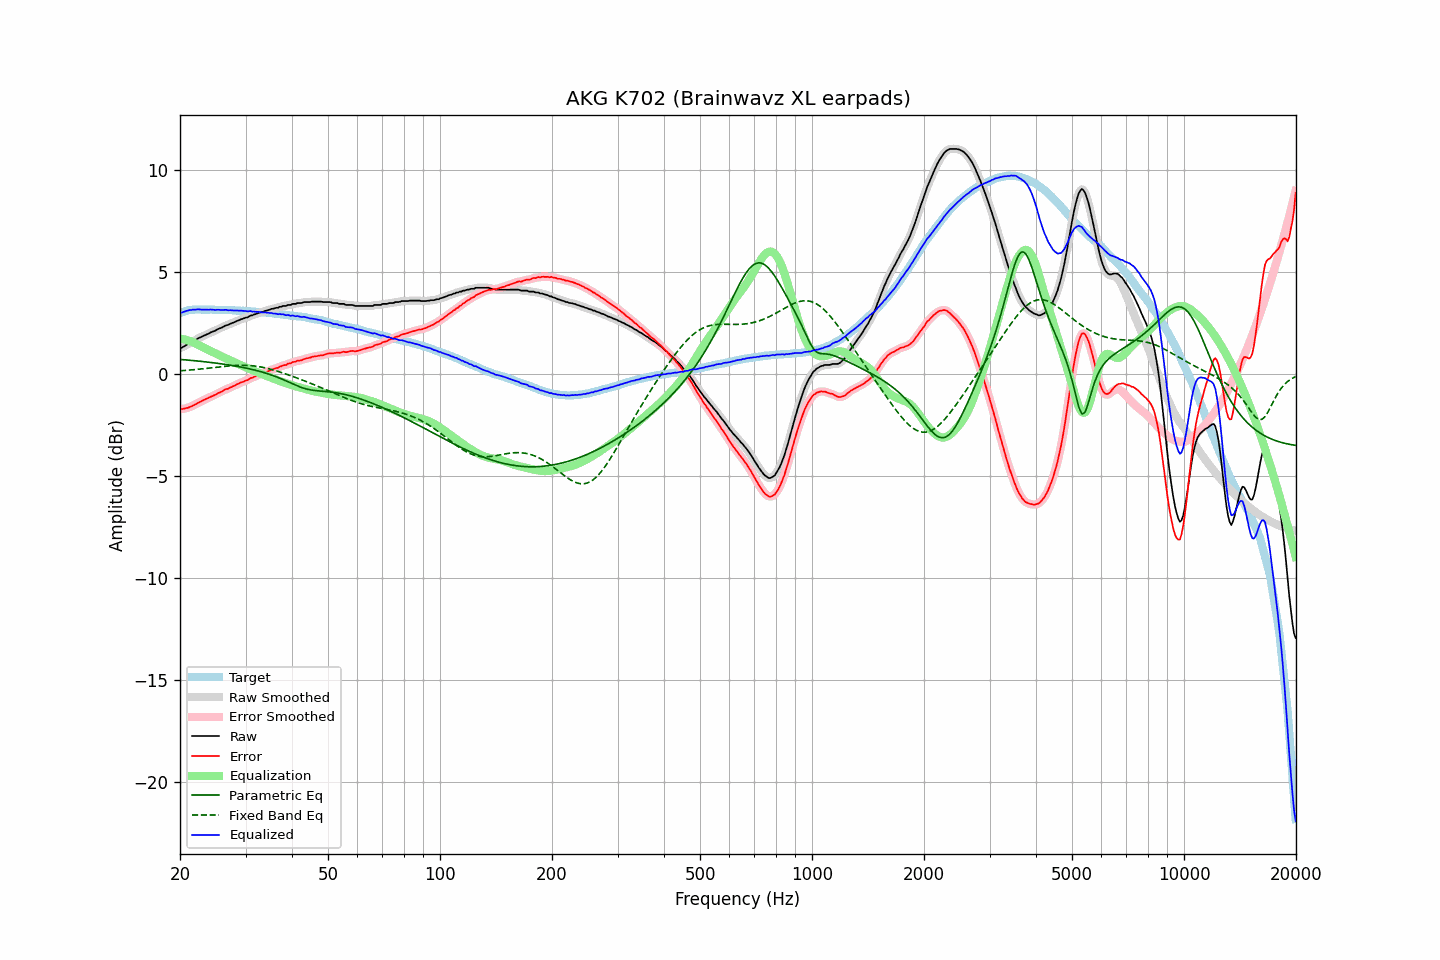 AKG K702 (Brainwavz XL earpads)
Amplitude (dBr)
10
5
0
−5
−10
−15
−20
Target
Raw Smoothed
Error Smoothed
Raw
Error
Equalization
Parametric Eq
Fixed Band Eq
Equalized
20 50 100 200 500 1000 2000 5000 10000 20000
Frequency (Hz)